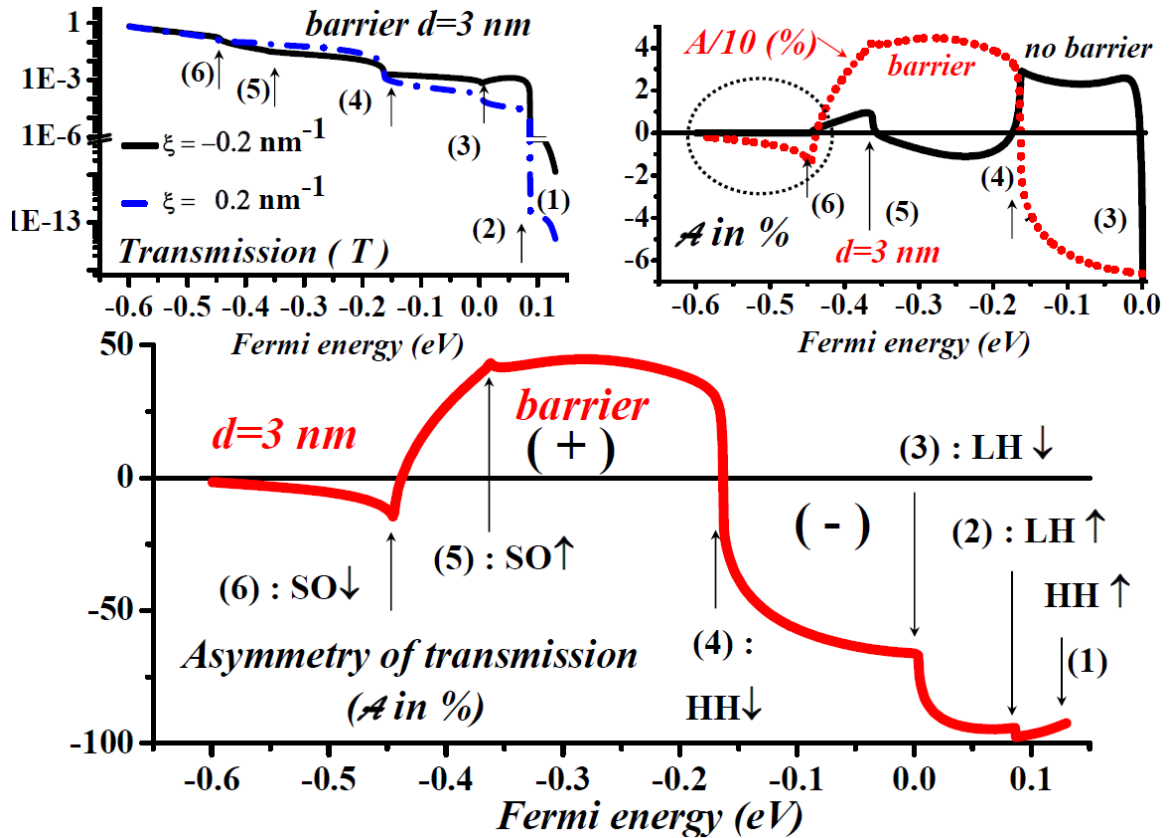 1
1E-3
1E-6
1E-13
barrier d=3 nm
(6)
(5)
(4)
(3)
(2)
(1)
ξ = –0.2 nm⁻¹
ξ = 0.2 nm⁻¹
Transmission ( T )
-0.6 -0.5 -0.4 -0.3 -0.2 -0.1 0.0 0.1
Fermi energy (eV)
4
2
0
-2
-4
-6
A/10 (%)
barrier
no barrier
(6)
(5)
(4)
(3)
𝒜 in %
d=3 nm
-0.6 -0.5 -0.4 -0.3 -0.2 -0.1 0.0
Fermi energy (eV)
50
0
-50
-100
d=3 nm
barrier
( + )
( - )
(3) : LH ↓
(2) : LH ↑
HH ↑
(1)
(5) : SO ↑
(6) : SO ↓
(4) :
HH ↓
Asymmetry of transmission
(𝒜 in %)
-0.6 -0.5 -0.4 -0.3 -0.2 -0.1 0.0 0.1
Fermi energy (eV)